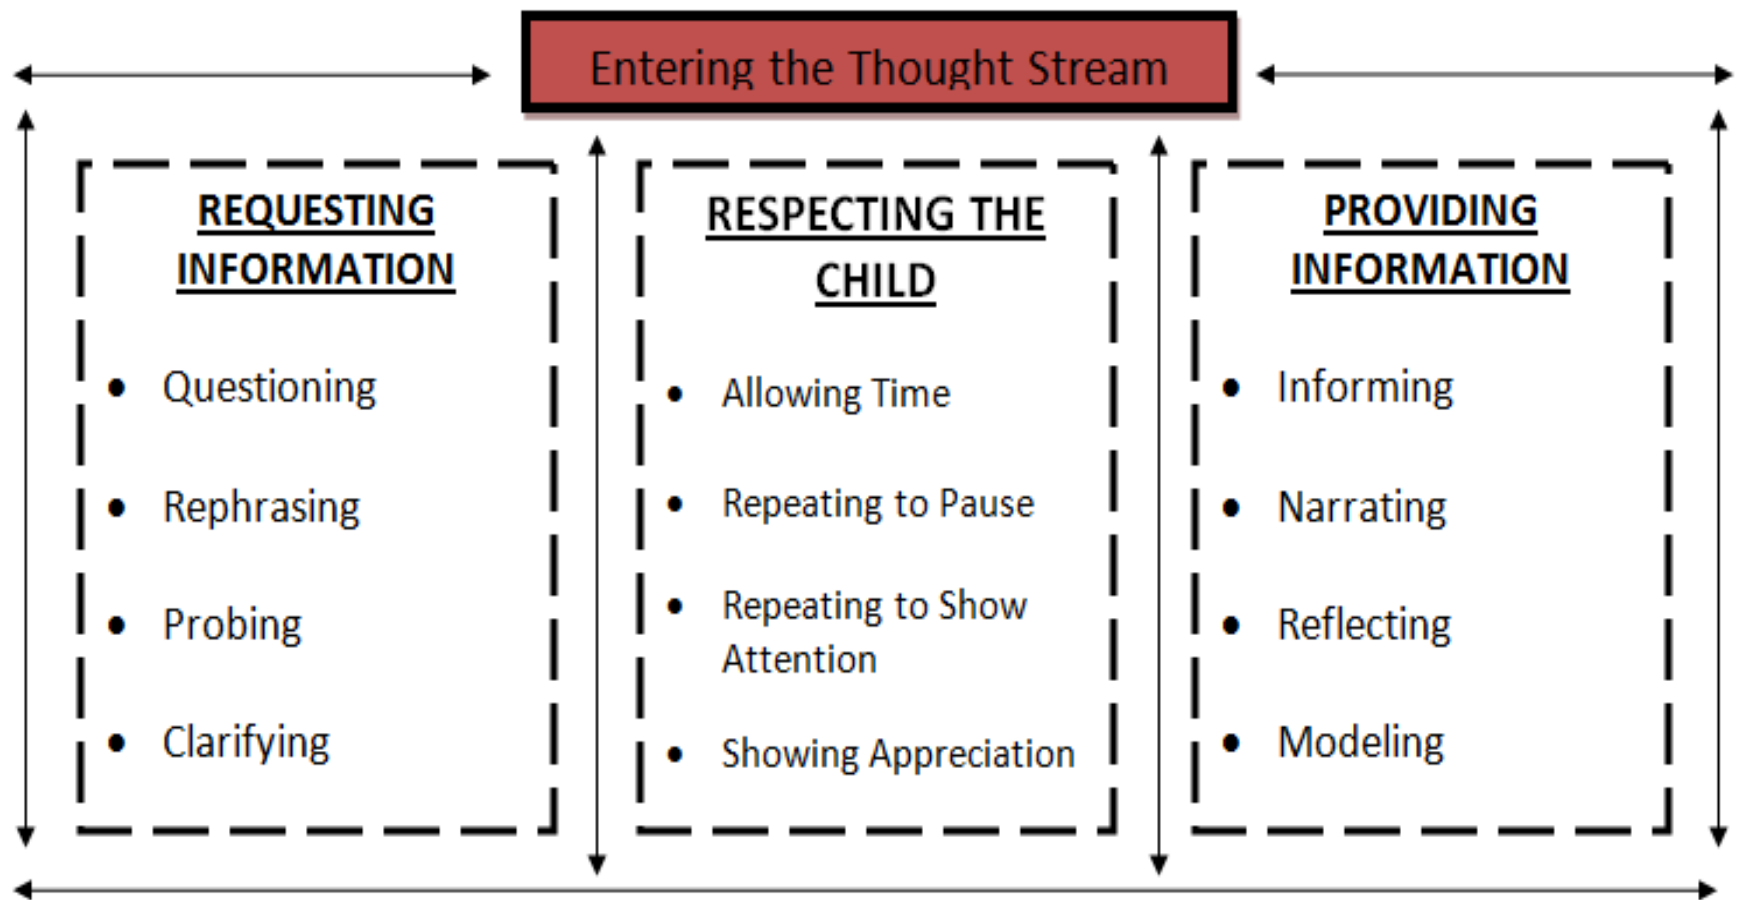 Entering the Thought Stream
REQUESTING
INFORMATION
• Questioning
• Rephrasing
• Probing
• Clarifying
RESPECTING THE
CHILD
• Allowing Time
• Repeating to Pause
• Repeating to Show
Attention
• Showing Appreciation
PROVIDING
INFORMATION
• Informing
• Narrating
• Reflecting
• Modeling